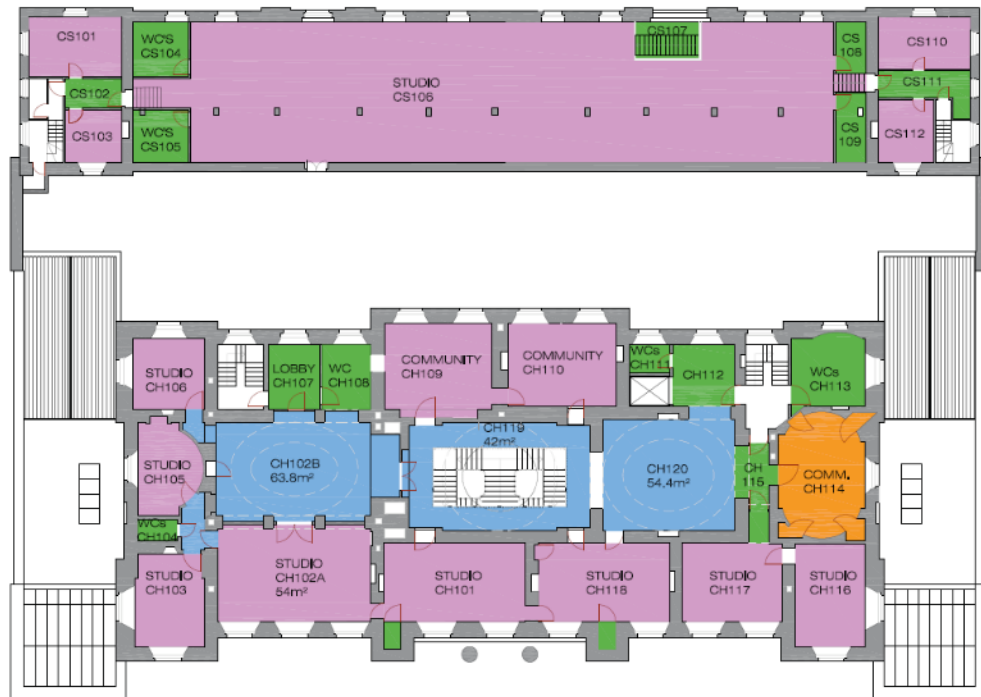 CS101
WC'S
CS104
CS107
CS
108
CS110
STUDIO
CS106
CS102
CS111
CS103
WC'S
CS105
CS
109
CS112
STUDIO
CH106
LOBBY
CH107
WC
CH108
COMMUNITY
CH109
COMMUNITY
CH110
WCs
CH111
CH112
WCs
CH113
STUDIO
CH105
CH102B
63.8m²
CH119
42m²
CH120
54.4m²
CH
115
COMM.
CH114
WCs
CH104
STUDIO
CH103
STUDIO
CH102A
54m²
STUDIO
CH101
STUDIO
CH118
STUDIO
CH117
STUDIO
CH116